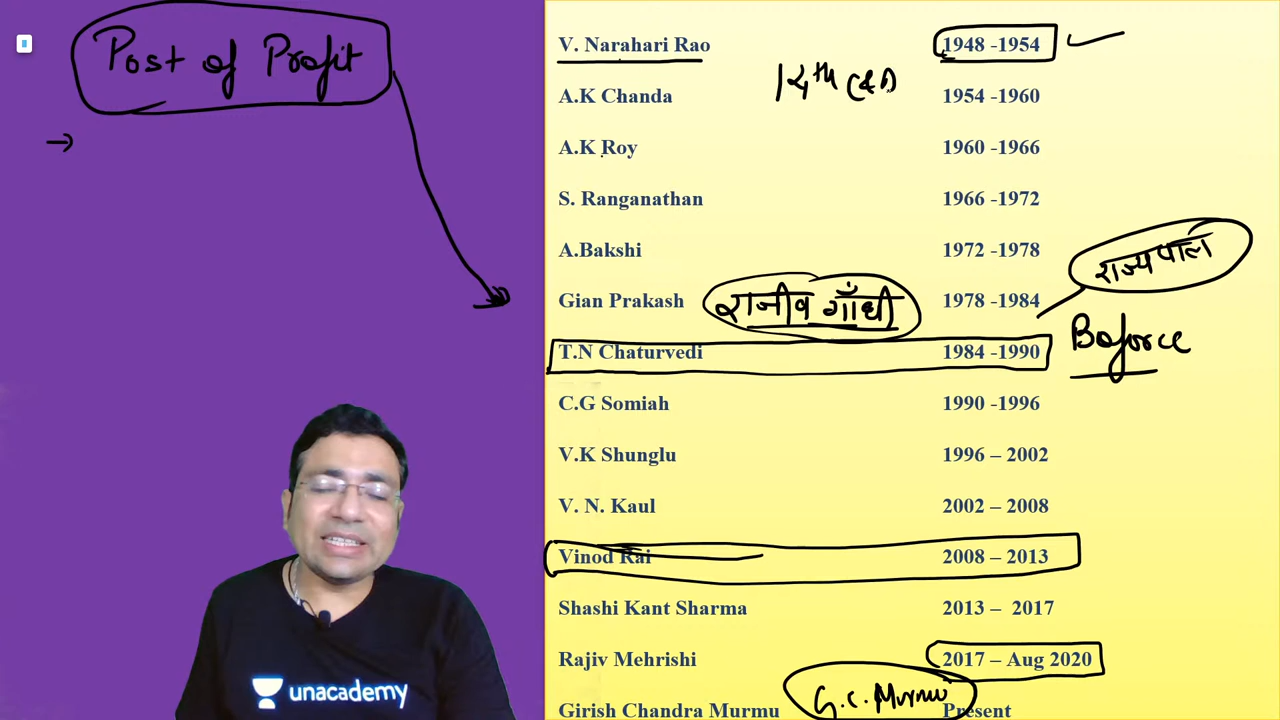 Post of Profit
→
V. Narahari Rao 1948 -1954
14th C&A
A.K Chanda 1954 -1960
A.K Roy 1960 -1966
S. Ranganathan 1966 -1972
A.Bakshi 1972 -1978
राज्यपाल
Gian Prakash राजीव गाँधी 1978 -1984
Boforce
T.N Chaturvedi 1984 -1990
C.G Somiah 1990 -1996
V.K Shunglu 1996 – 2002
V. N. Kaul 2002 – 2008
Vinod Rai 2008 – 2013
Shashi Kant Sharma 2013 – 2017
Rajiv Mehrishi 2017 – Aug 2020
G.C. Murmu
Girish Chandra Murmu Present
unacademy